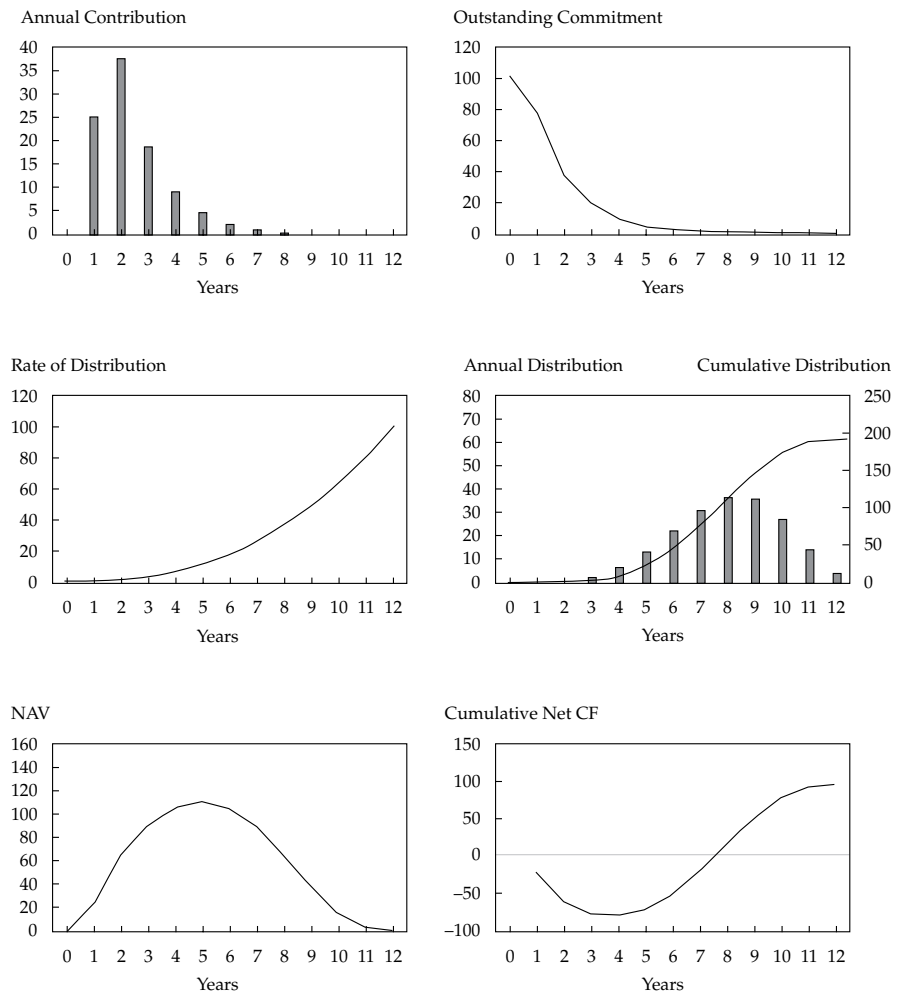 Annual Contribution
40
35
30
25
20
15
10
5
0
0 1 2 3 4 5 6 7 8 9 10 11 12
Years
Outstanding Commitment
120
100
80
60
40
20
0
0 1 2 3 4 5 6 7 8 9 10 11 12
Years
Rate of Distribution
120
100
80
60
40
20
0
0 1 2 3 4 5 6 7 8 9 10 11 12
Years
Annual Distribution Cumulative Distribution
80 250
70
60 200
50 150
40
30 100
20 50
10
0 0
0 1 2 3 4 5 6 7 8 9 10 11 12
Years
NAV
160
140
120
100
80
60
40
20
0
0 1 2 3 4 5 6 7 8 9 10 11 12
Years
Cumulative Net CF
150
100
50
0
–50
–100
0 1 2 3 4 5 6 7 8 9 10 11 12
Years